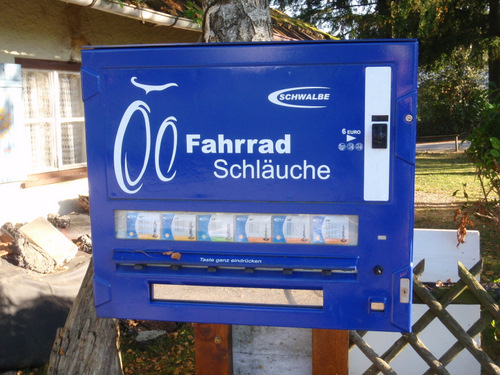 SCHWALBE
6 EURO
Fahrrad
Schläuche
Taste ganz eindrücken